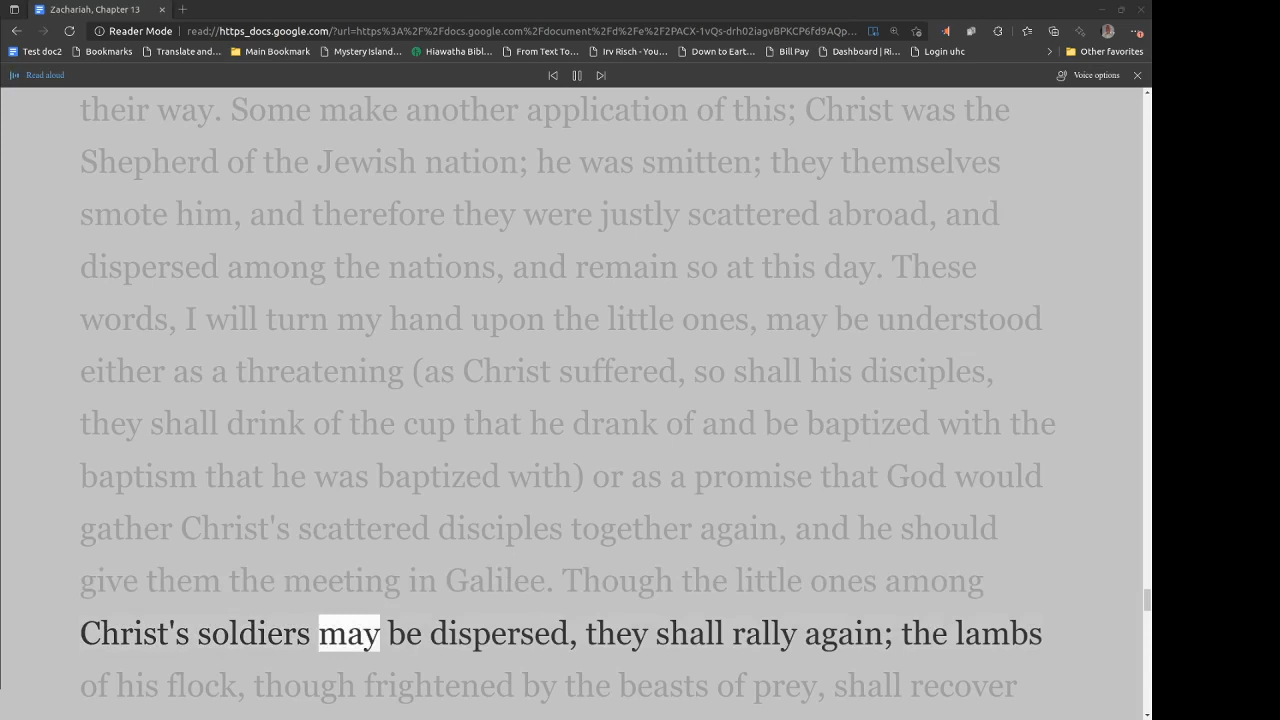 Zachariah, Chapter 13
Reader Mode read://https_docs.google.com/?url=https%3A%2F%2Fdocs.google.com%2Fdocument%2Fd%2Fe%2F2PACX-1vQs-drh02iagvBPKCP6fd9AQp...
Test doc2 Bookmarks Translate and... Main Bookmark Mystery Island... Hiawatha Bibl... From Text To... Irv Risch - You... Down to Eart... Bill Pay Dashboard | Ri... Login uhc Other favorites
Read aloud Voice options
their way. Some make another application of this; Christ was the
Shepherd of the Jewish nation; he was smitten; they themselves
smote him, and therefore they were justly scattered abroad, and
dispersed among the nations, and remain so at this day. These
words, I will turn my hand upon the little ones, may be understood
either as a threatening (as Christ suffered, so shall his disciples,
they shall drink of the cup that he drank of and be baptized with the
baptism that he was baptized with) or as a promise that God would
gather Christ's scattered disciples together again, and he should
give them the meeting in Galilee. Though the little ones among
Christ's soldiers may be dispersed, they shall rally again; the lambs
of his flock, though frightened by the beasts of prey, shall recover